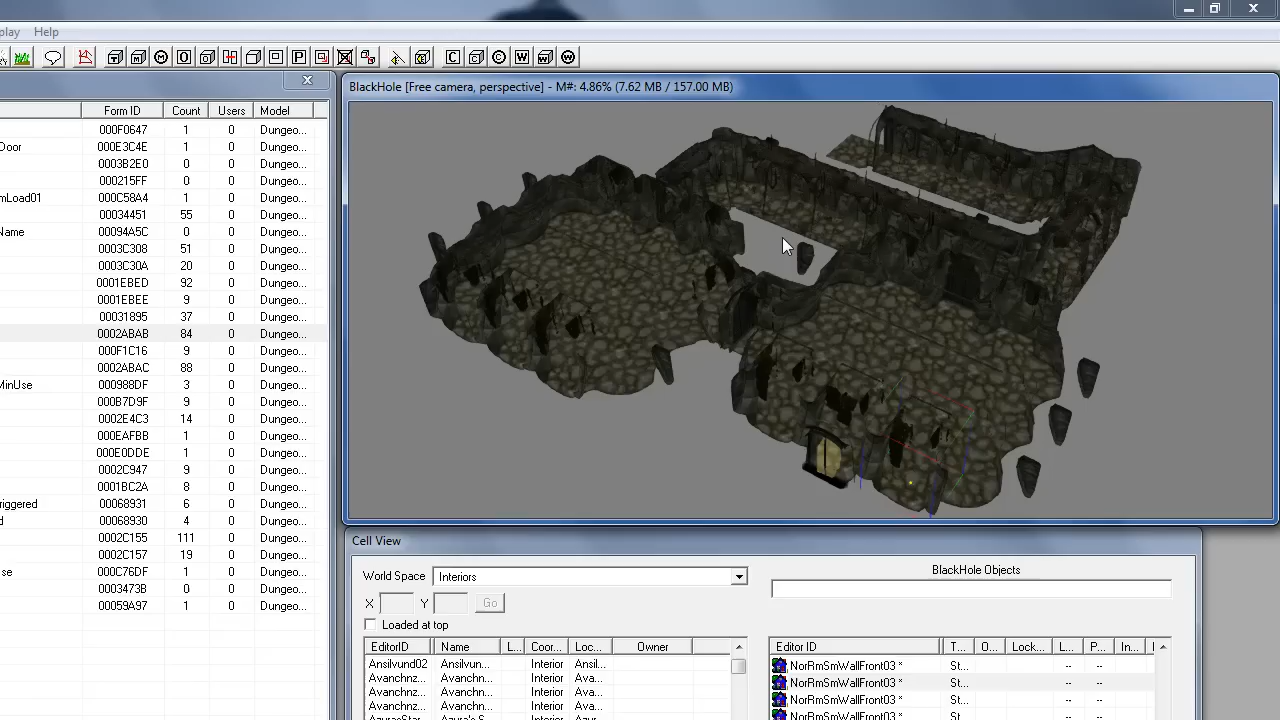 play Help
BlackHole [Free camera, perspective] - M#: 4.86% (7.62 MB / 157.00 MB)
Form ID Count Users Model
000F0647 1 0 Dungeo...
Door 000E3C4E 1 0 Dungeo...
0003B2E0 0 0 Dungeo...
000215FF 0 0 Dungeo...
mLoad01 000C58A4 1 0 Dungeo...
00034451 55 0 Dungeo...
Name 00094A5C 0 0 Dungeo...
0003C308 51 0 Dungeo...
0003C30A 20 0 Dungeo...
0001EBED 92 0 Dungeo...
0001EBEE 9 0 Dungeo...
00031895 37 0 Dungeo...
0002ABAB 84 0 Dungeo...
000F1C16 9 0 Dungeo...
0002ABAC 88 0 Dungeo...
MinUse 000988DF 3 0 Dungeo...
000B7D9F 9 0 Dungeo...
0002E4C3 14 0 Dungeo...
000EAFBB 1 0 Dungeo...
000E0DDE 1 0 Dungeo...
0002C947 9 0 Dungeo...
0001BC2A 8 0 Dungeo...
riggered 00068931 6 0 Dungeo...
d 00068930 4 0 Dungeo...
0002C155 111 0 Dungeo...
0002C157 19 0 Dungeo...
se 000C76DF 1 0 Dungeo...
0003473B 0 0 Dungeo...
00059A97 1 0 Dungeo...
Cell View
World Space Interiors
X Y Go
Loaded at top
EditorID Name L... Coor... Loc... Owner
Ansilvund02 Ansilvun... Interior Ansil...
Avanchnz... Avanchn... Interior Ava...
Avanchnz... Avanchn... Interior Ava...
Avanchnz... Avanchn... Interior Ava...
BlackHole Objects
Editor ID T... O... Lock... L... P... In...
NorRmSmWallFront03 * St... -- --
NorRmSmWallFront03 * St... -- --
NorRmSmWallFront03 * St... -- --
NorRmSmWallFront03 * St... -- --